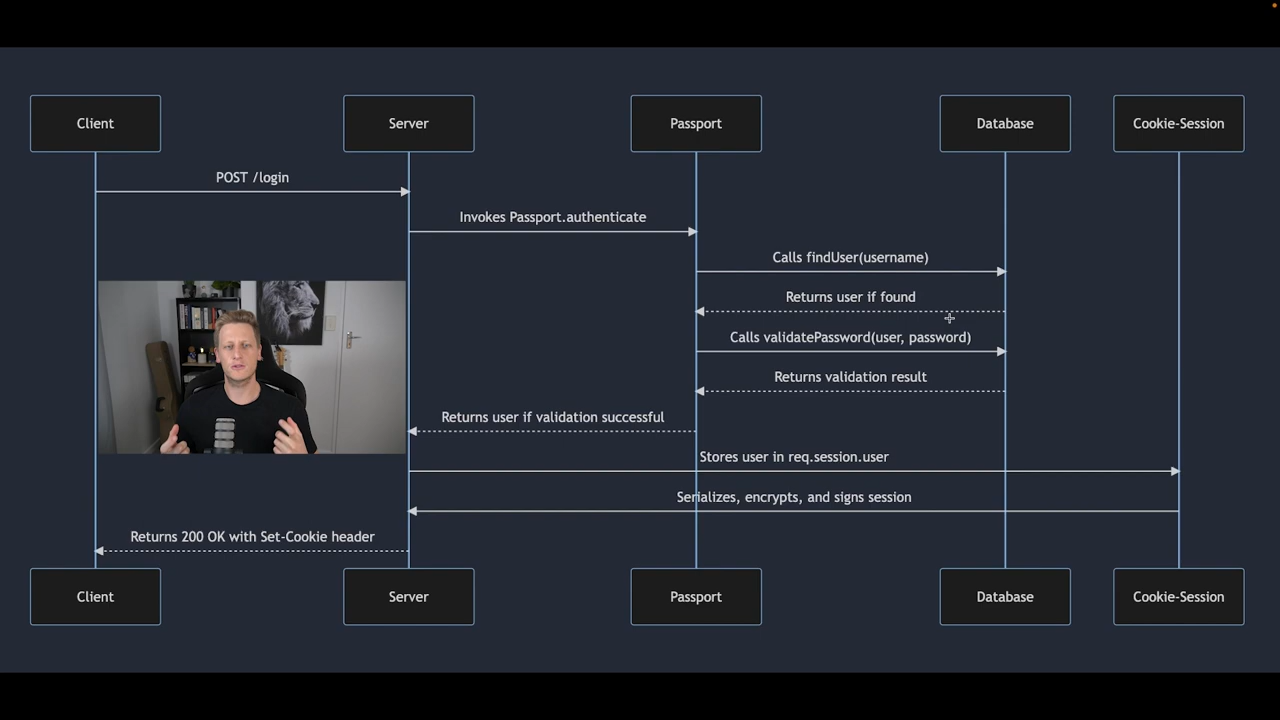 Client
Server
Passport
Database
Cookie-Session
POST /login
Invokes Passport.authenticate
Calls findUser(username)
Returns user if found
Calls validatePassword(user, password)
Returns validation result
Returns user if validation successful
Stores user in req.session.user
Serializes, encrypts, and signs session
Returns 200 OK with Set-Cookie header
Client
Server
Passport
Database
Cookie-Session